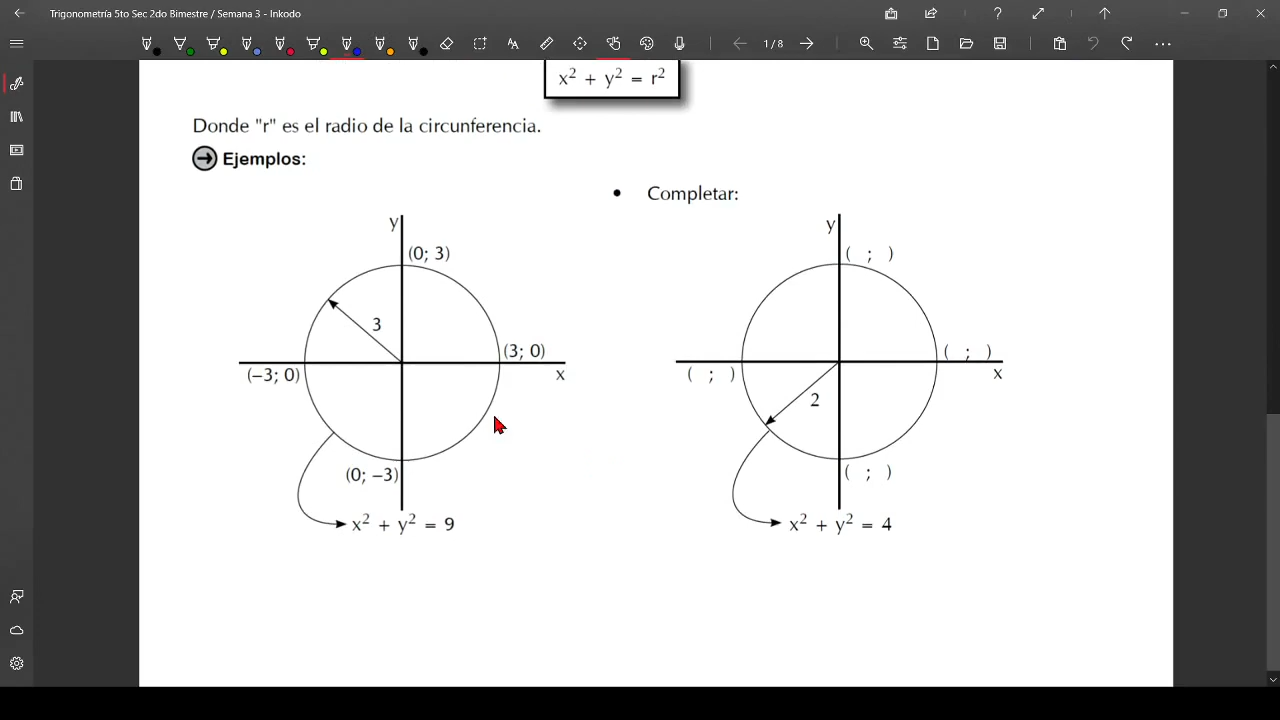 Trigonometría 5to Sec 2do Bimestre / Semana 3 - Inkodo
1/8
x² + y² = r²
Donde "r" es el radio de la circunferencia.
Ejemplos:
• Completar:
y
(0; 3)
3
(3; 0)
(−3; 0)
x
(0; −3)
x² + y² = 9
y
( ; )
( ; )
( ; )
x
2
( ; )
x² + y² = 4